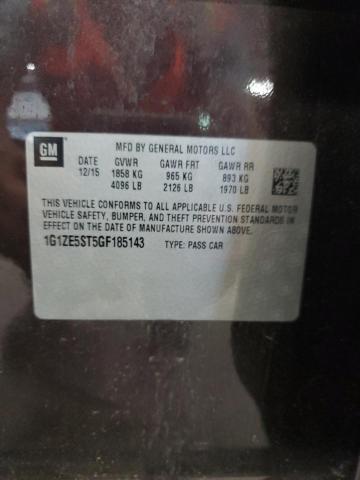 GM
MFD BY GENERAL MOTORS LLC
DATE GVWR GAWR FRT GAWR RR
12/15 1858 KG 965 KG 893 KG
4096 LB 2126 LB 1970 LB
THIS VEHICLE CONFORMS TO ALL APPLICABLE U.S. FEDERAL MOTOR
VEHICLE SAFETY, BUMPER, AND THEFT PREVENTION STANDARDS IN
EFFECT ON THE DATE OF MANUFACTURE SHOWN ABOVE.
1G1ZE5ST5GF185143 TYPE: PASS CAR